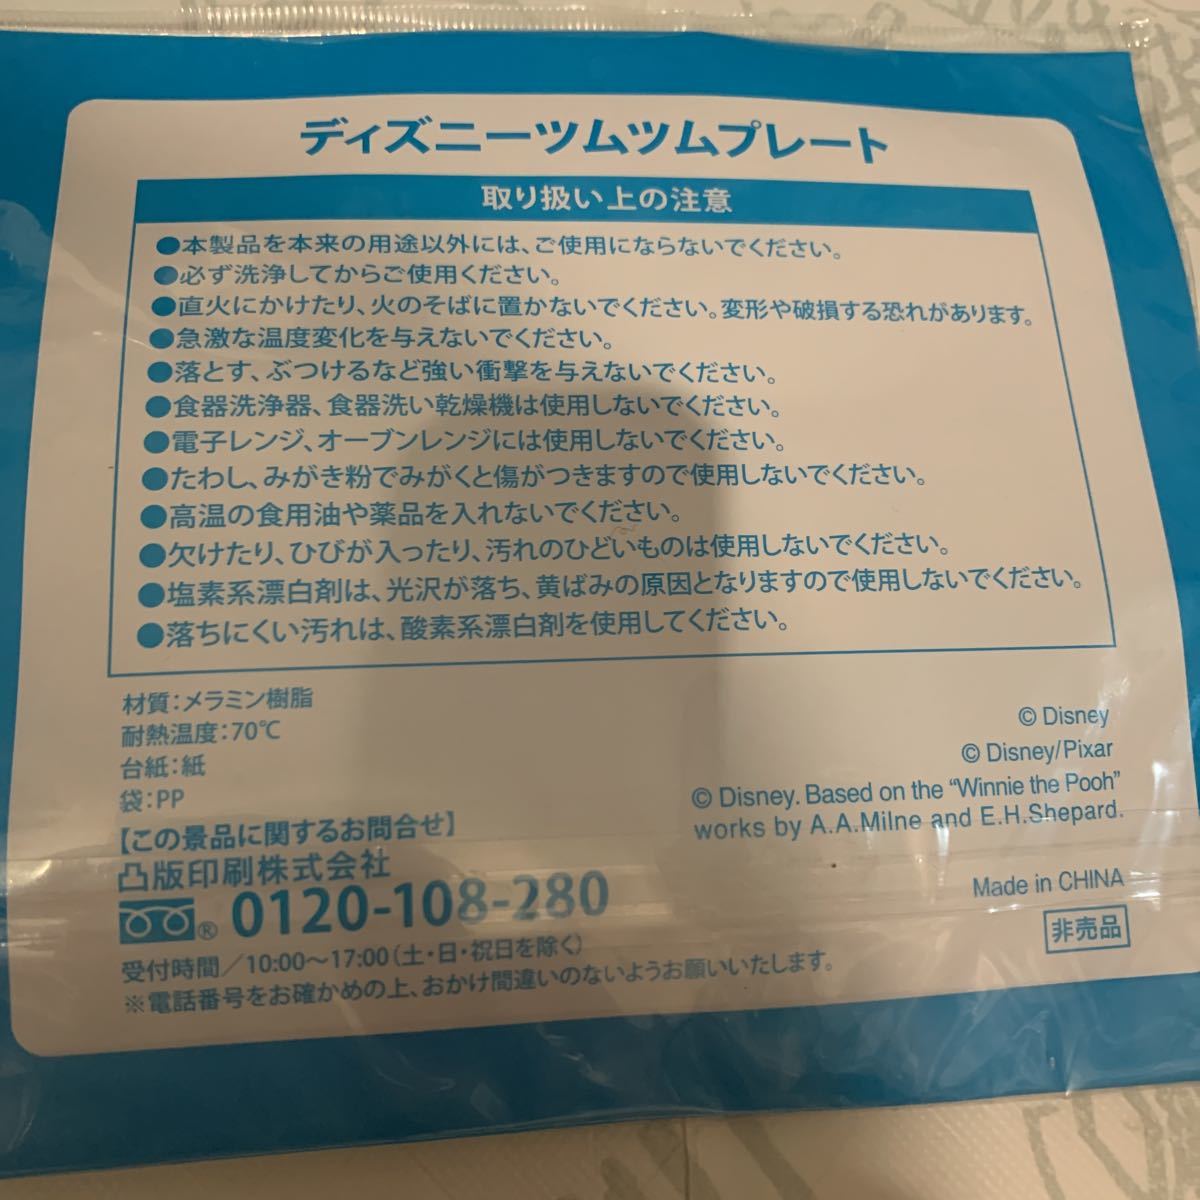 ディズニーツムツムプレート
取り扱い上の注意
●本製品を本来の用途以外には、ご使用にならないでください。
●必ず洗浄してからご使用ください。
●直火にかけたり、火のそばに置かないでください。変形や破損する恐れがあります。
●急激な温度変化を与えないでください。
●落とす、ぶつけるなど強い衝撃を与えないでください。
●食器洗浄器、食器洗い乾燥機は使用しないでください。
●電子レンジ、オーブンレンジには使用しないでください。
●たわし、みがき粉でみがくと傷がつきますので使用しないでください。
●高温の食用油や薬品を入れないでください。
●欠けたり、ひびが入ったり、汚れのひどいものは使用しないでください。
●塩素系漂白剤は、光沢が落ち、黄ばみの原因となりますので使用しないでください。
●落ちにくい汚れは、酸素系漂白剤を使用してください。
材質:メラミン樹脂
耐熱温度:70℃
台紙:紙
袋:PP
【この景品に関するお問合せ】
凸版印刷株式会社
® 0120-108-280
受付時間/10:00〜17:00(土・日・祝日を除く)
※電話番号をお確かめの上、おかけ間違いのないようお願いいたします。
© Disney
© Disney/Pixar
© Disney. Based on the “Winnie the Pooh”
works by A.A.Milne and E.H.Shepard.
Made in CHINA
非売品